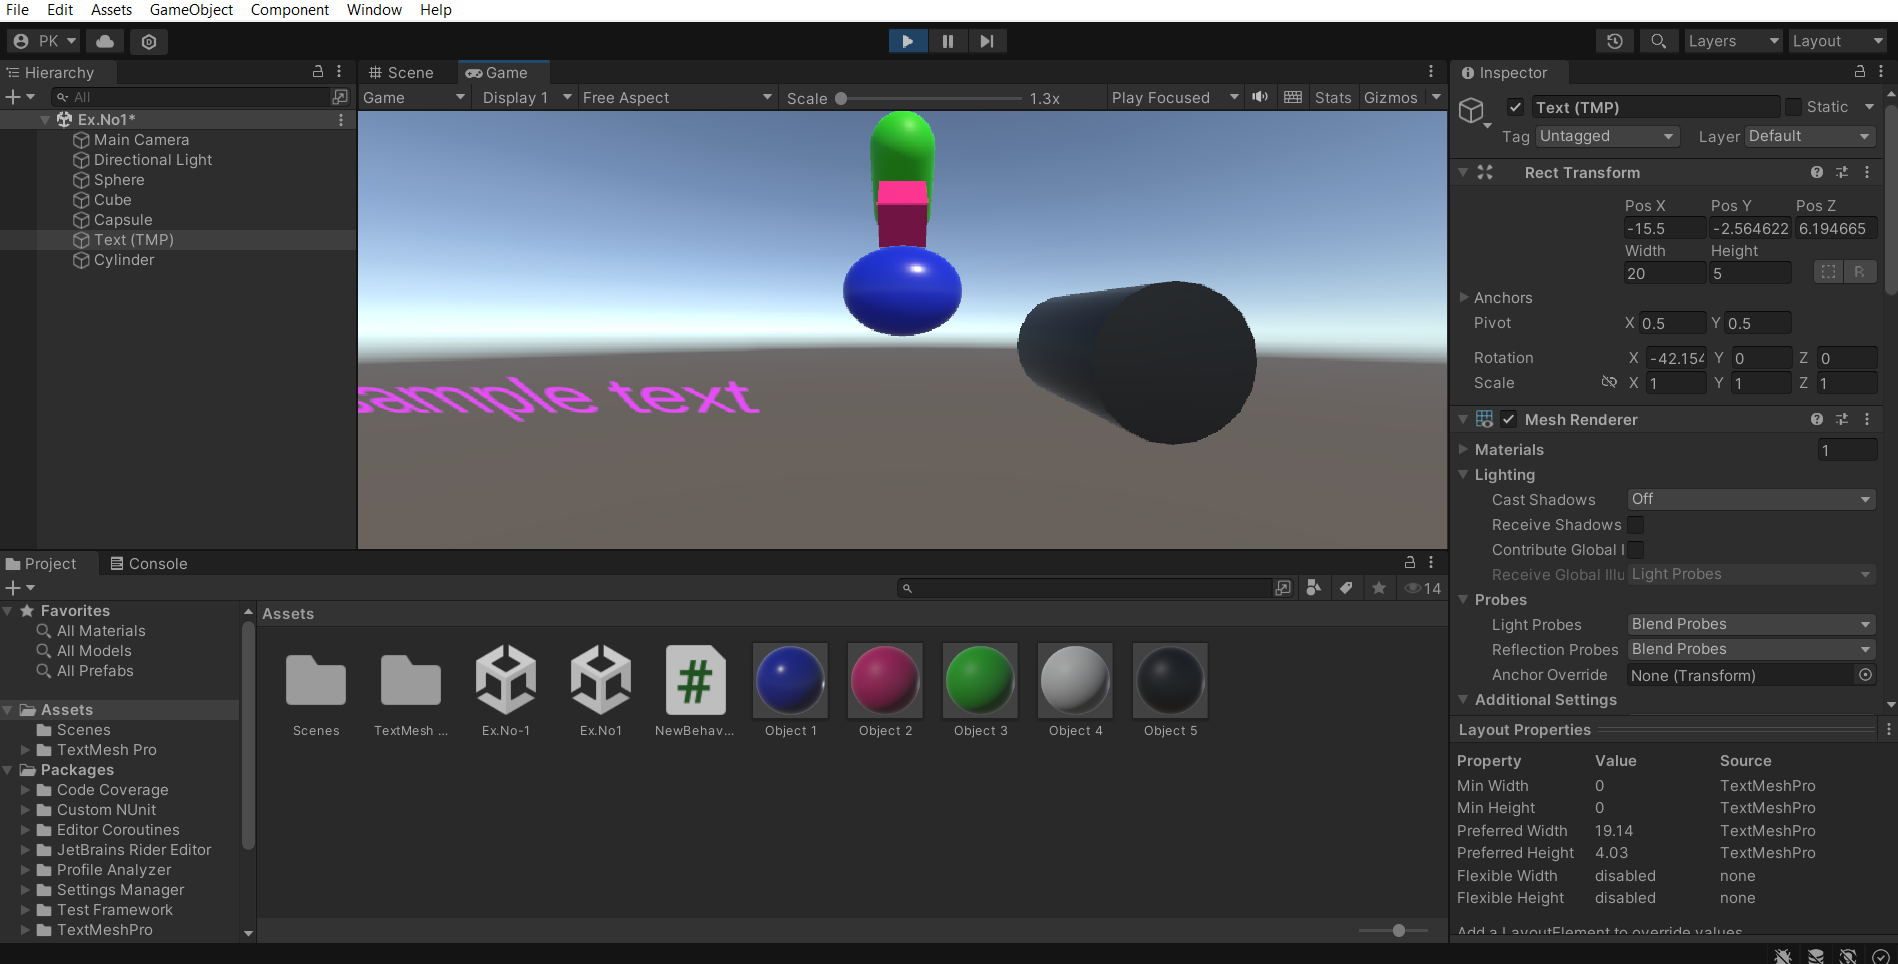 File Edit Assets GameObject Component Window Help
PK Layers Layout
Hierarchy
All
Ex.No1*
Main Camera
Directional Light
Sphere
Cube
Capsule
Text (TMP)
Cylinder
Scene Game
Game Display 1 Free Aspect Scale 1.3x Play Focused Stats Gizmos
sample text
Project Console
14
Favorites
All Materials
All Models
All Prefabs
Assets
Scenes
TextMesh Pro
Packages
Code Coverage
Custom NUnit
Editor Coroutines
JetBrains Rider Editor
Profile Analyzer
Settings Manager
Test Framework
TextMeshPro
Assets
Scenes TextMesh ... Ex.No-1 Ex.No1 NewBehav... Object 1 Object 2 Object 3 Object 4 Object 5
Inspector
Text (TMP) Static
Tag Untagged Layer Default
Rect Transform
Pos X Pos Y Pos Z
-15.5 -2.564622 6.194665
Width Height
20 5 R
Anchors
Pivot X 0.5 Y 0.5
Rotation X -42.154 Y 0 Z 0
Scale X 1 Y 1 Z 1
Mesh Renderer
Materials 1
Lighting
Cast Shadows Off
Receive Shadows
Contribute Global I
Receive Global Illu Light Probes
Probes
Light Probes Blend Probes
Reflection Probes Blend Probes
Anchor Override None (Transform)
Additional Settings
Layout Properties
Property Value Source
Min Width 0 TextMeshPro
Min Height 0 TextMeshPro
Preferred Width 19.14 TextMeshPro
Preferred Height 4.03 TextMeshPro
Flexible Width disabled none
Flexible Height disabled none
Add a LayoutElement to override values